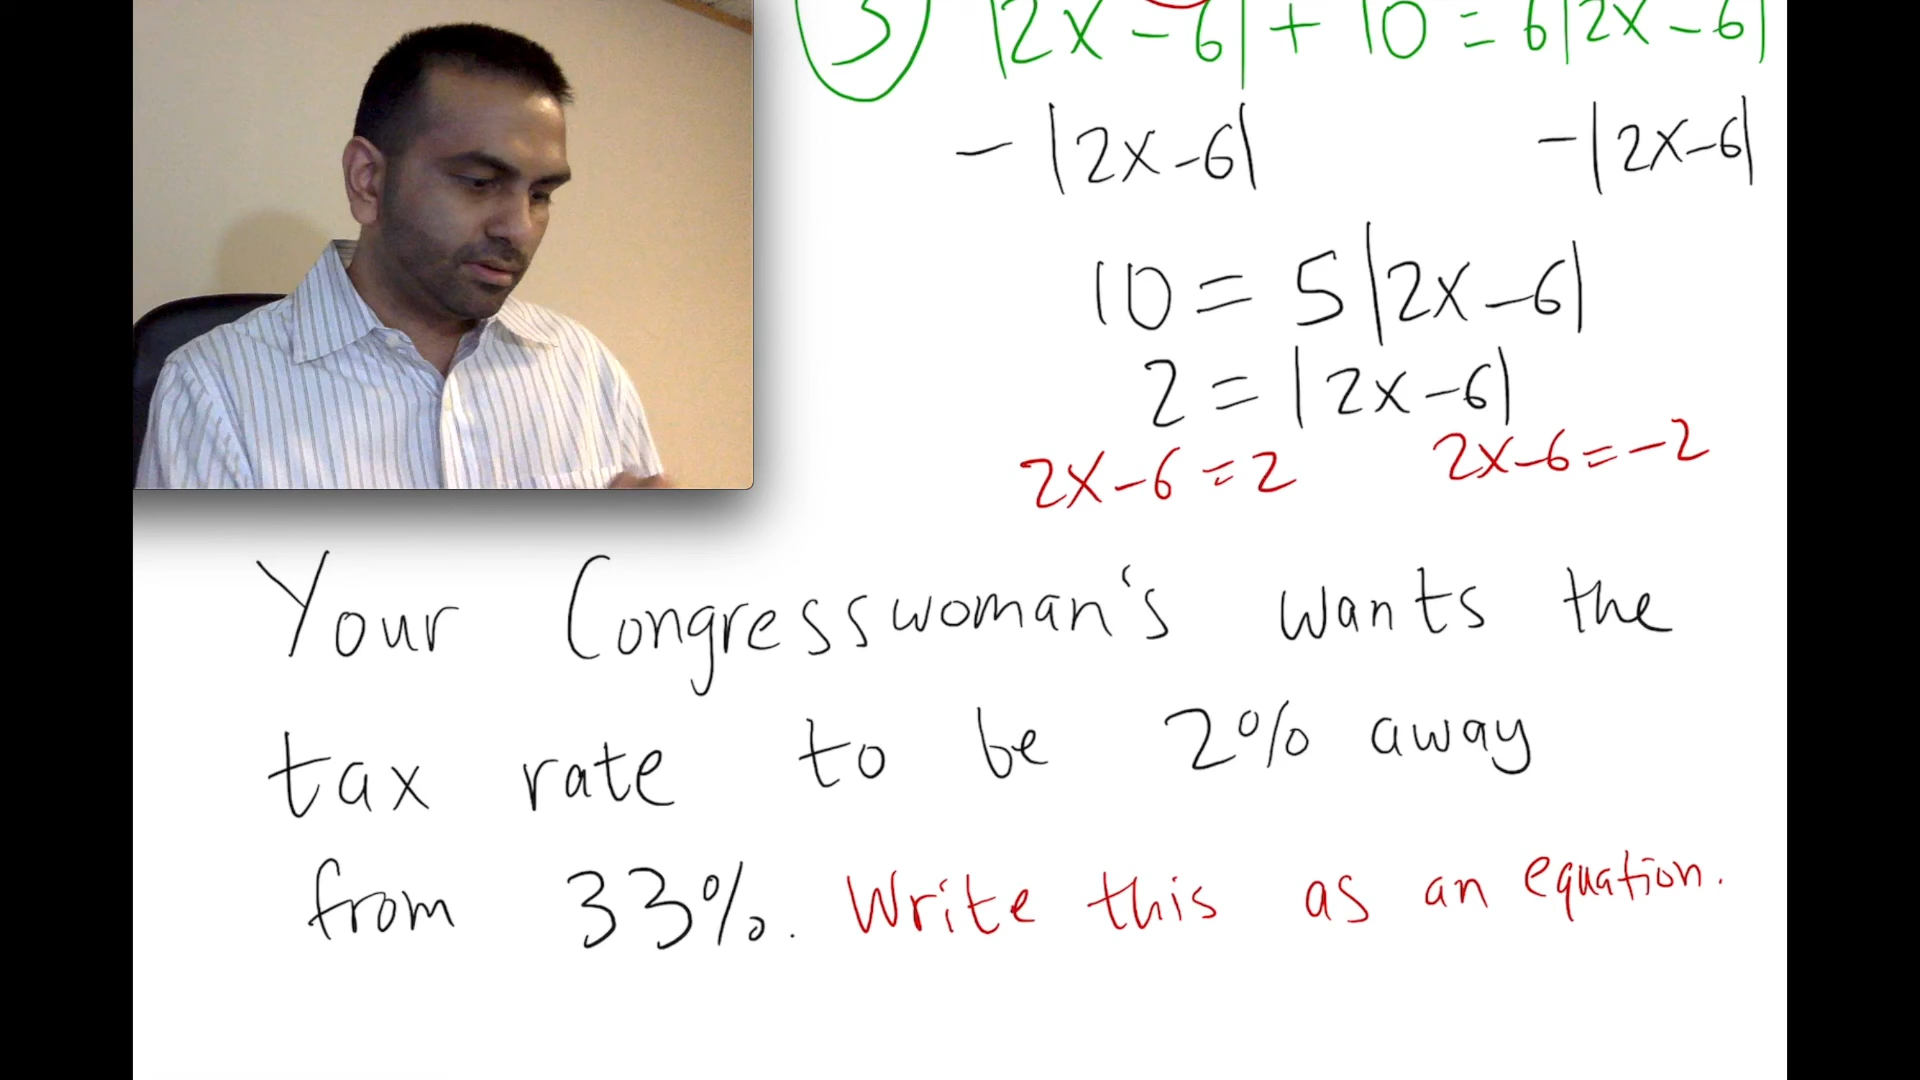 3 |2x-6| + 10 = 6|2x-6|
- |2x-6| -|2x-6|
10 = 5|2x-6|
2 = |2x-6|
2x-6=2 2x-6=-2
Your Congresswoman's wants the
tax rate to be 2% away
from 33%. Write this as an equation.